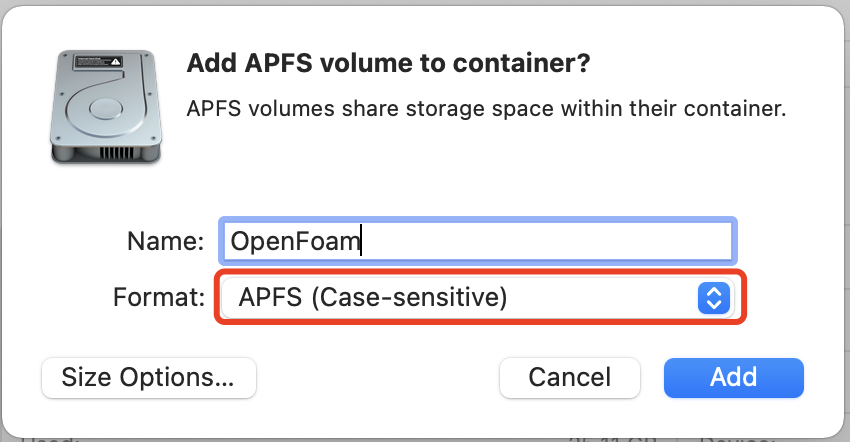 Add APFS volume to container?
APFS volumes share storage space within their container.
Name: OpenFoam
Format: APFS (Case-sensitive)
Size Options...
Cancel
Add